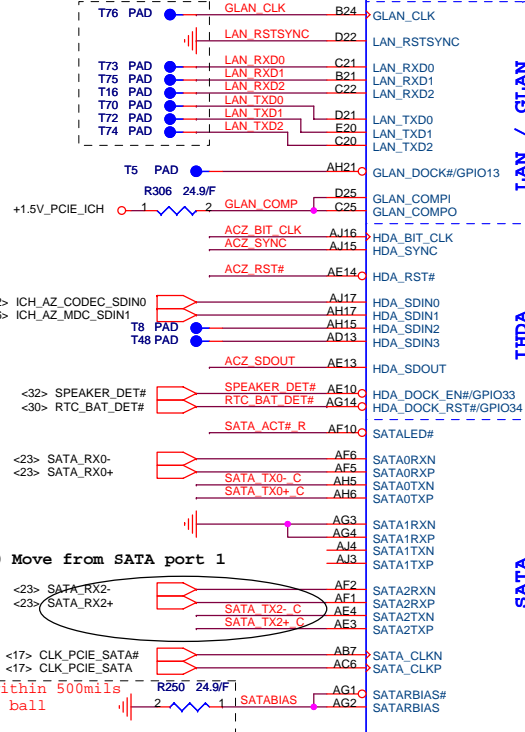 T76 PAD GLAN_CLK B24 GLAN_CLK
LAN_RSTSYNC D22 LAN_RSTSYNC
T73 PAD LAN_RXD0 C21 LAN_RXD0
T75 PAD LAN_RXD1 B21 LAN_RXD1
T16 PAD LAN_RXD2 C22 LAN_RXD2
T70 PAD LAN_TXD0 D21 LAN_TXD0
T72 PAD LAN_TXD1 E20 LAN_TXD1
T74 PAD LAN_TXD2 C20 LAN_TXD2
LAN / GLAN
T5 PAD AH21 GLAN_DOCK#/GPIO13
R306 24.9/F D25 GLAN_COMPI
+1.5V_PCIE_ICH 1 2 GLAN_COMP C25 GLAN_COMPO
ACZ_BIT_CLK AJ16 HDA_BIT_CLK
ACZ_SYNC AJ15 HDA_SYNC
ACZ_RST# AE14 HDA_RST#
ICH_AZ_CODEC_SDIN0 AJ17 HDA_SDIN0
ICH_AZ_MDC_SDIN1 AH17 HDA_SDIN1
T8 PAD AH15 HDA_SDIN2
T48 PAD AD13 HDA_SDIN3
IHDA
ACZ_SDOUT AE13 HDA_SDOUT
<32> SPEAKER_DET# SPEAKER_DET# AE10 HDA_DOCK_EN#/GPIO33
<30> RTC_BAT_DET# RTC_BAT_DET# AG14 HDA_DOCK_RST#/GPIO34
SATA_ACT#_R AF10 SATALED#
<23> SATA_RX0- AF6 SATA0RXN
<23> SATA_RX0+ AF5 SATA0RXP
SATA_TX0-_C AH5 SATA0TXN
SATA_TX0+_C AH6 SATA0TXP
AG3 SATA1RXN
AG4 SATA1RXP
AJ4 SATA1TXN
AJ3 SATA1TXP
Move from SATA port 1
SATA
<23> SATA_RX2- AF2 SATA2RXN
<23> SATA_RX2+ AF1 SATA2RXP
SATA_TX2-_C AE4 SATA2TXN
SATA_TX2+_C AE3 SATA2TXP
<17> CLK_PCIE_SATA# AB7 SATA_CLKN
<17> CLK_PCIE_SATA AC6 SATA_CLKP
ithin 500mils R250 24.9/F AG1 SATARBIAS#
ball 2 1 SATABIAS AG2 SATARBIAS